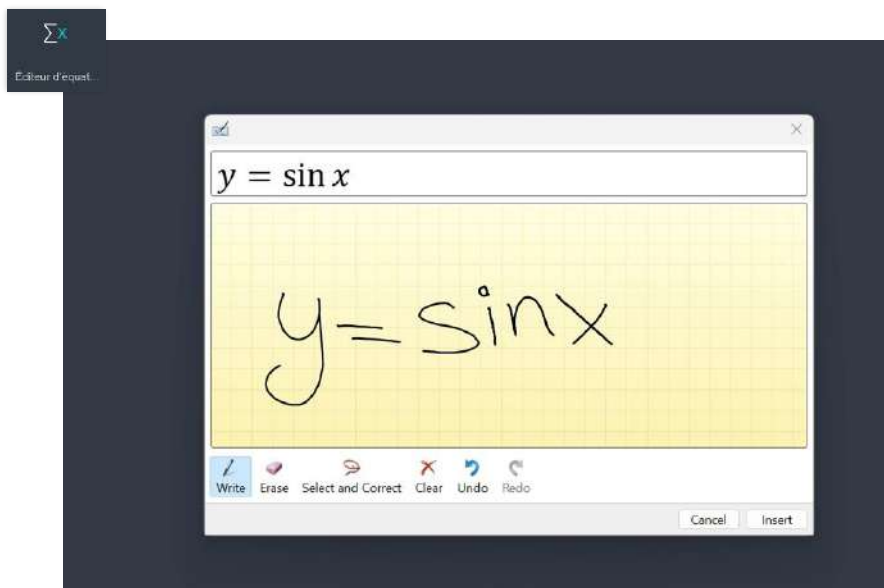 ∑x
Éditeur d'équat...
y = sin x
y = sinx
Write Erase Select and Correct Clear Undo Redo
Cancel Insert